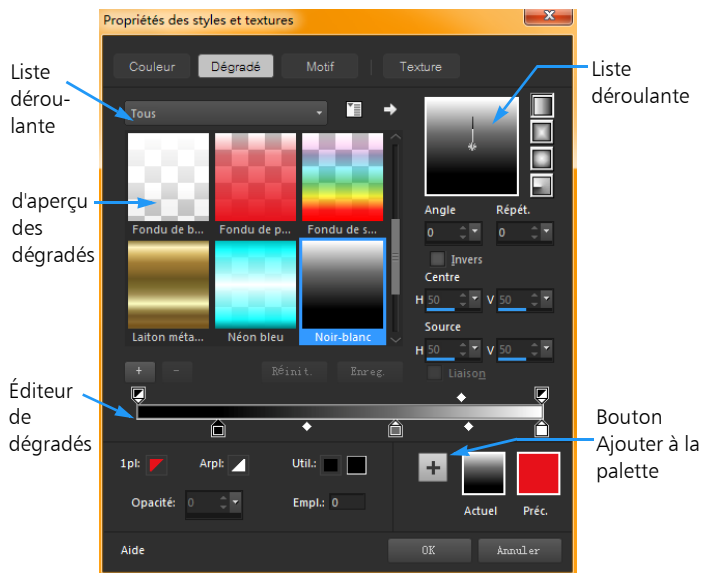 Propriétés des styles et textures
Couleur Dégradé Motif Texture
Liste
dérou-
lante
Liste
déroulante
Tous
d'aperçu
des
dégradés
Fondu de b... Fondu de p... Fondu de s...
Laiton méta... Néon bleu Noir-blanc
Angle Répét.
0 0
Invers
Centre
H 50 V 50
Source
H 50 V 50
Liaison
+ - Réinit. Enreg.
Éditeur
de
dégradés
Bouton
Ajouter à la
palette
1pl: Arpl: Util.:
Opacité: 0 Empl.: 0
+
Actuel Préc.
Aide OK Annuler